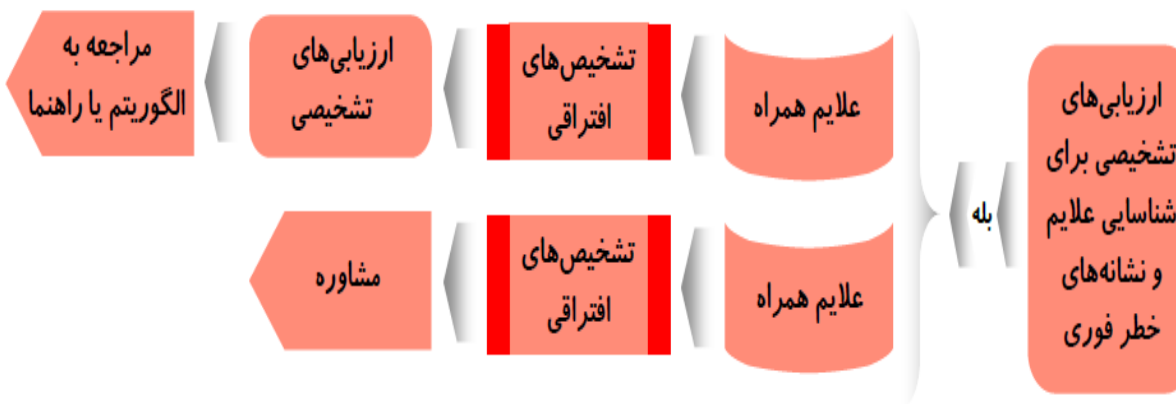 ارزیابی‌های
تشخیصی برای
شناسایی علایم
و نشانه‌های
خطر فوری
بله
علایم همراه
تشخیص‌های
افتراقی
ارزیابی‌های
تشخیصی
مراجعه به
الگوریتم یا راهنما
علایم همراه
تشخیص‌های
افتراقی
مشاوره